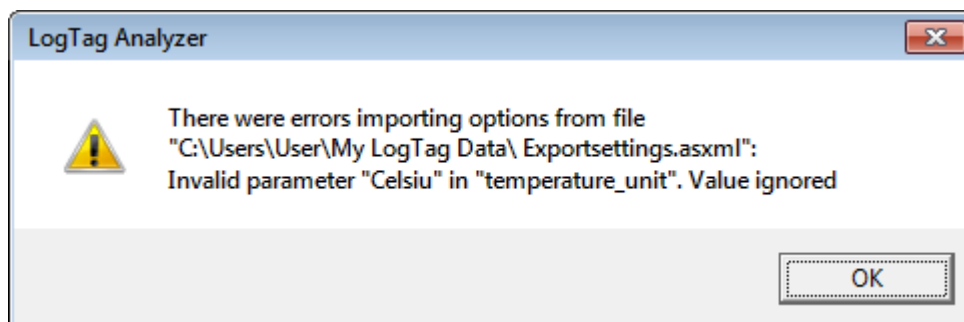 LogTag Analyzer
There were errors importing options from file
"C:\Users\User\My LogTag Data\ Exportsettings.asxml":
Invalid parameter "Celsiu" in "temperature_unit". Value ignored
OK